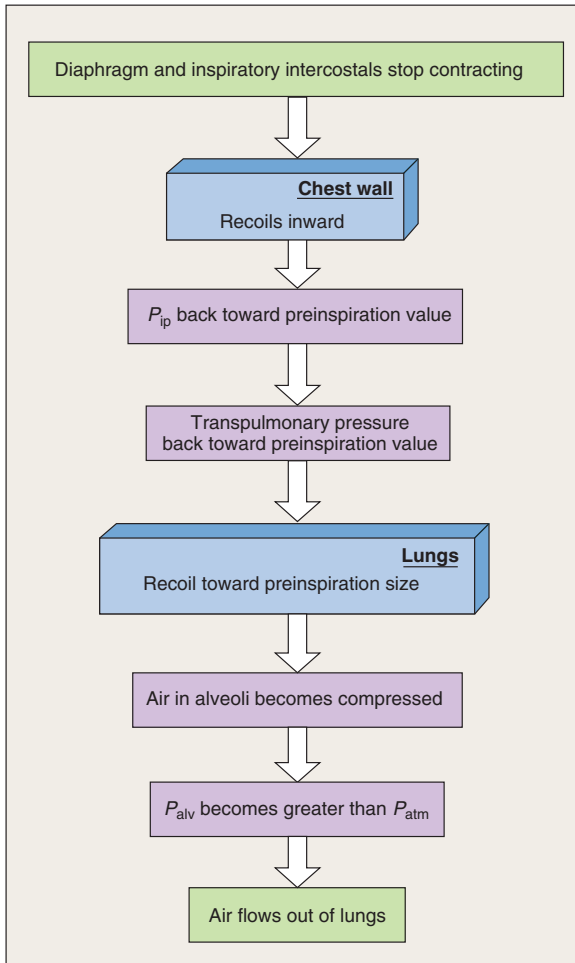 Diaphragm and inspiratory intercostals stop contracting
Chest wall
Recoils inward
Pip back toward preinspiration value
Transpulmonary pressure
back toward preinspiration value
Lungs
Recoil toward preinspiration size
Air in alveoli becomes compressed
Palv becomes greater than Patm
Air flows out of lungs